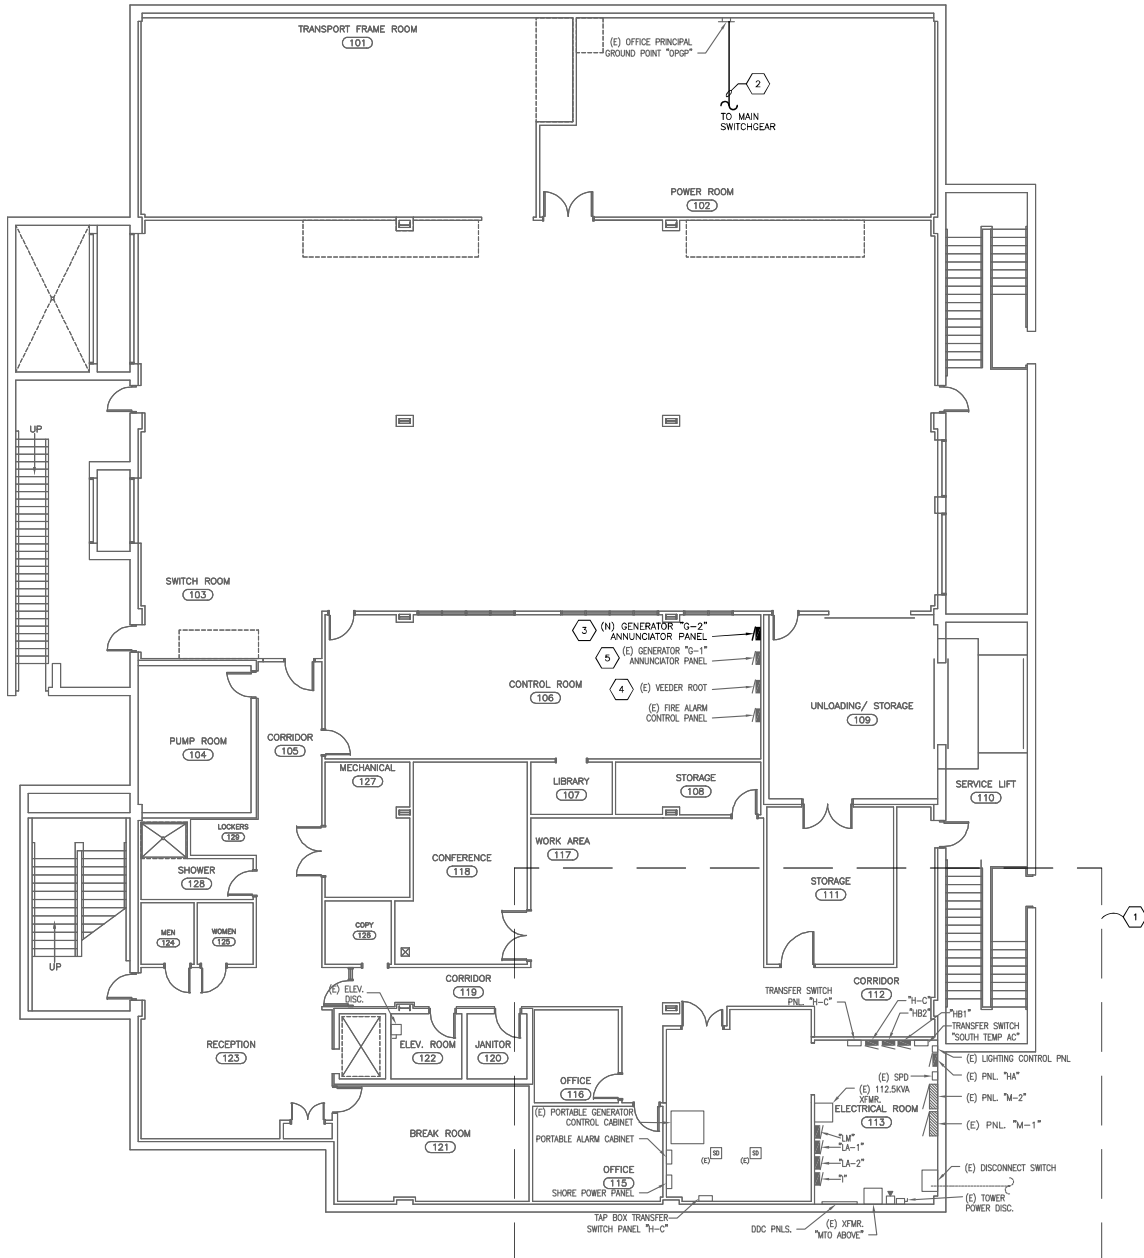 TRANSPORT FRAME ROOM
101
(E) OFFICE PRINCIPAL
GROUND POINT "OPGP"
2
TO MAIN
SWITCHGEAR
POWER ROOM
102
UP
SWITCH ROOM
103
3
(N) GENERATOR "G-2"
ANNUNCIATOR PANEL
5
(E) GENERATOR "G-1"
ANNUNCIATOR PANEL
4
(E) VEEDER ROOT
(E) FIRE ALARM
CONTROL PANEL
CONTROL ROOM
106
UNLOADING/ STORAGE
109
PUMP ROOM
104
CORRIDOR
105
MECHANICAL
127
LIBRARY
107
STORAGE
108
SERVICE LIFT
110
LOCKERS
129
SHOWER
128
CONFERENCE
118
WORK AREA
117
STORAGE
111
1
MEN
124
WOMEN
125
COPY
126
UP
(E) ELEV.
DISC.
CORRIDOR
119
CORRIDOR
112
TRANSFER SWITCH
PNL. "H-C"
"H-C"
"HB2"
"HB1"
TRANSFER SWITCH
"SOUTH TEMP AC"
RECEPTION
123
ELEV. ROOM
122
JANITOR
120
OFFICE
116
(E) LIGHTING CONTROL PNL
(E) SPD
(E) PNL. "HA"
(E) 112.5KVA
XFMR.
(E) PNL. "M-2"
ELECTRICAL ROOM
113
(E) PNL. "M-1"
(E) PORTABLE GENERATOR
CONTROL CABINET
BREAK ROOM
121
PORTABLE ALARM CABINET
"LM"
"LA-1"
"LA-2"
"I"
(E)
SD
(E)
SD
OFFICE
115
SHORE POWER PANEL
(E) DISCONNECT SWITCH
(E) TOWER
POWER DISC.
TAP BOX TRANSFER
SWITCH PANEL "H-C"
DDC PNLS.
(E) XFMR.
"MTO ABOVE"